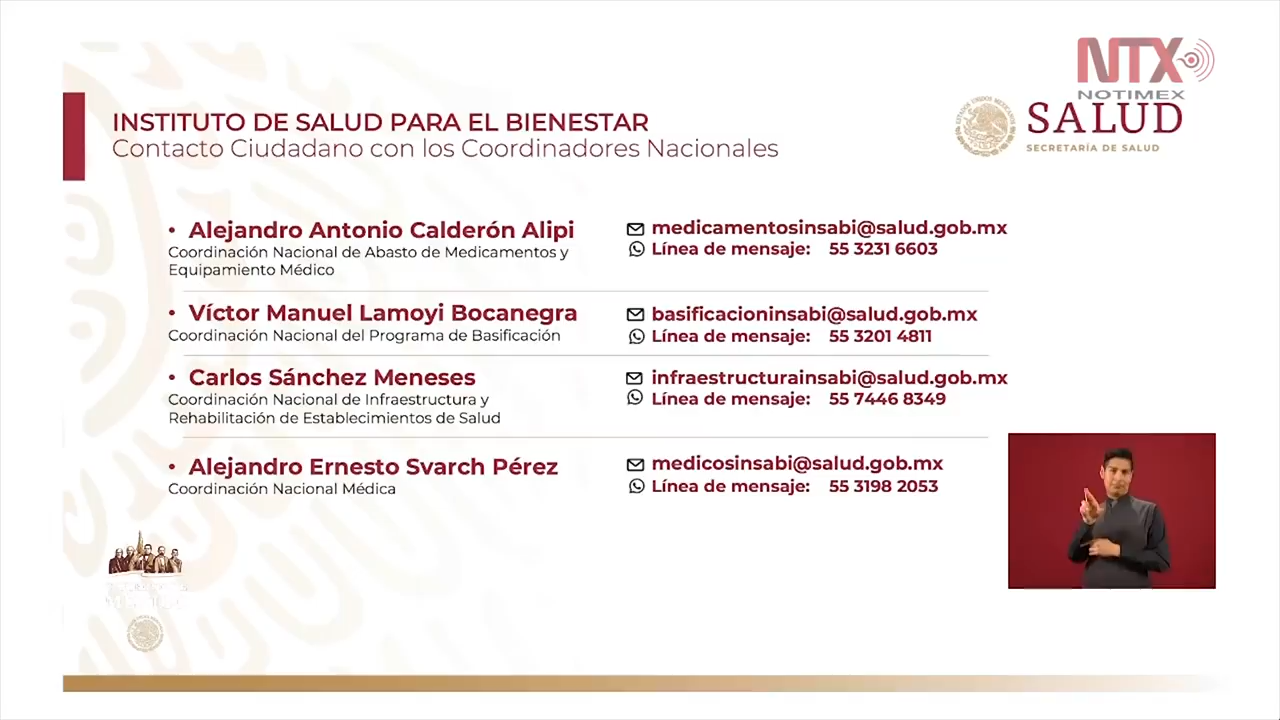 NTX
NOTIMEX
INSTITUTO DE SALUD PARA EL BIENESTAR
Contacto Ciudadano con los Coordinadores Nacionales
SALUD
SECRETARÍA DE SALUD
• Alejandro Antonio Calderón Alipi
Coordinación Nacional de Abasto de Medicamentos y
Equipamiento Médico
medicamentosinsabi@salud.gob.mx
Línea de mensaje: 55 3231 6603
• Víctor Manuel Lamoyi Bocanegra
Coordinación Nacional del Programa de Basificación
basificacioninsabi@salud.gob.mx
Línea de mensaje: 55 3201 4811
• Carlos Sánchez Meneses
Coordinación Nacional de Infraestructura y
Rehabilitación de Establecimientos de Salud
infraestructurainsabi@salud.gob.mx
Línea de mensaje: 55 7446 8349
• Alejandro Ernesto Svarch Pérez
Coordinación Nacional Médica
medicosinsabi@salud.gob.mx
Línea de mensaje: 55 3198 2053